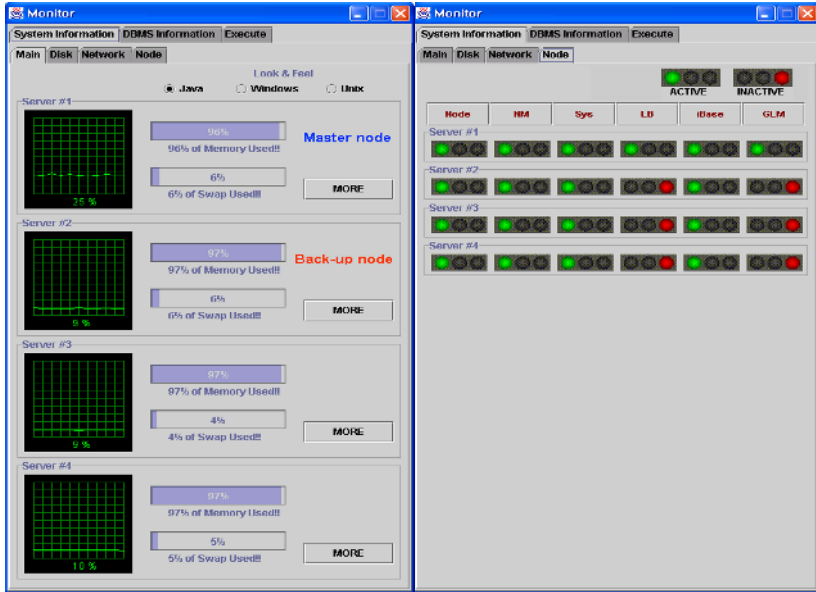 Monitor
System Information DBMS Information Execute
Main Disk Network Node
Look & Feel
Java Windows Unix
Server #1
96%
96% of Memory Used!!
Master node
6%
6% of Swap Used!!!
MORE
Server #2
97%
97% of Memory Used!!
Back-up node
6%
6% of Swap Used!!!
MORE
9 %
Server #3
97%
97% of Memory Used!!
4%
4% of Swap Used!!!
MORE
9 %
Server #4
97%
97% of Memory Used!!
5%
5% of Swap Used!!!
MORE
10 %
Monitor
System Information DBMS Information Execute
Main Disk Network Node
ACTIVE INACTIVE
Node NM Sys LB iBase GLM
Server #1
Server #2
Server #3
Server #4